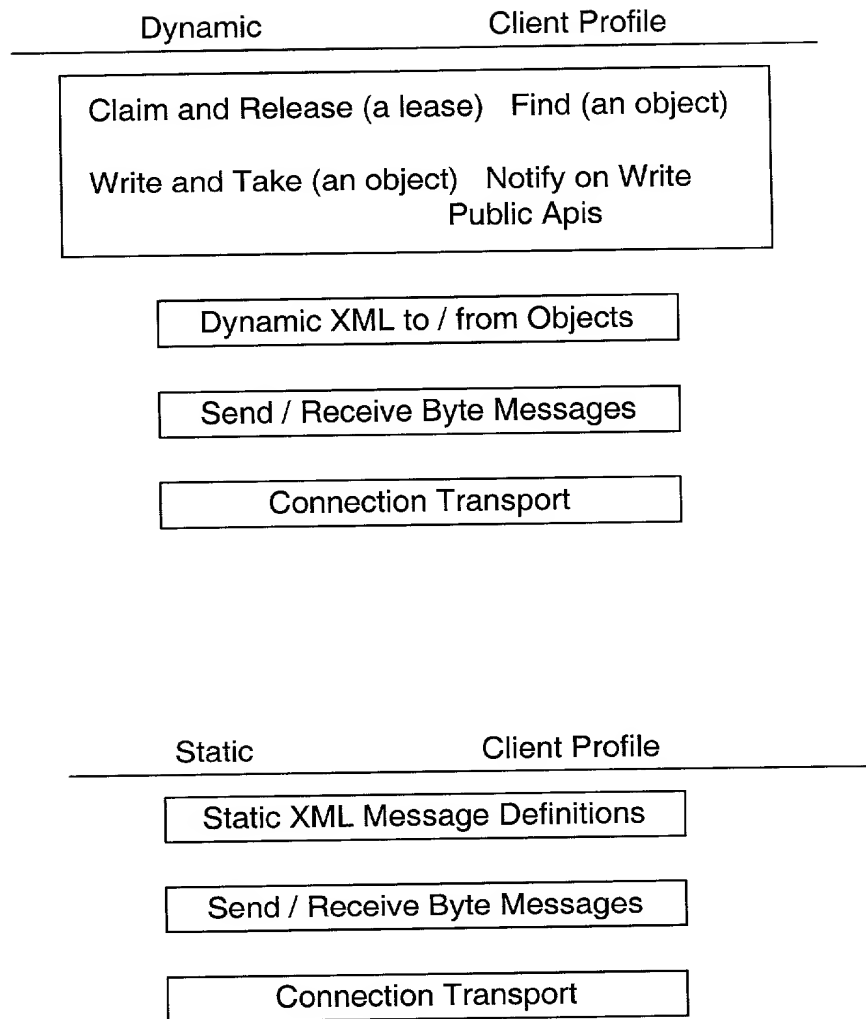 Dynamic Client Profile
Claim and Release (a lease) Find (an object)
Write and Take (an object) Notify on Write
Public Apis
Dynamic XML to / from Objects
Send / Receive Byte Messages
Connection Transport
Static Client Profile
Static XML Message Definitions
Send / Receive Byte Messages
Connection Transport